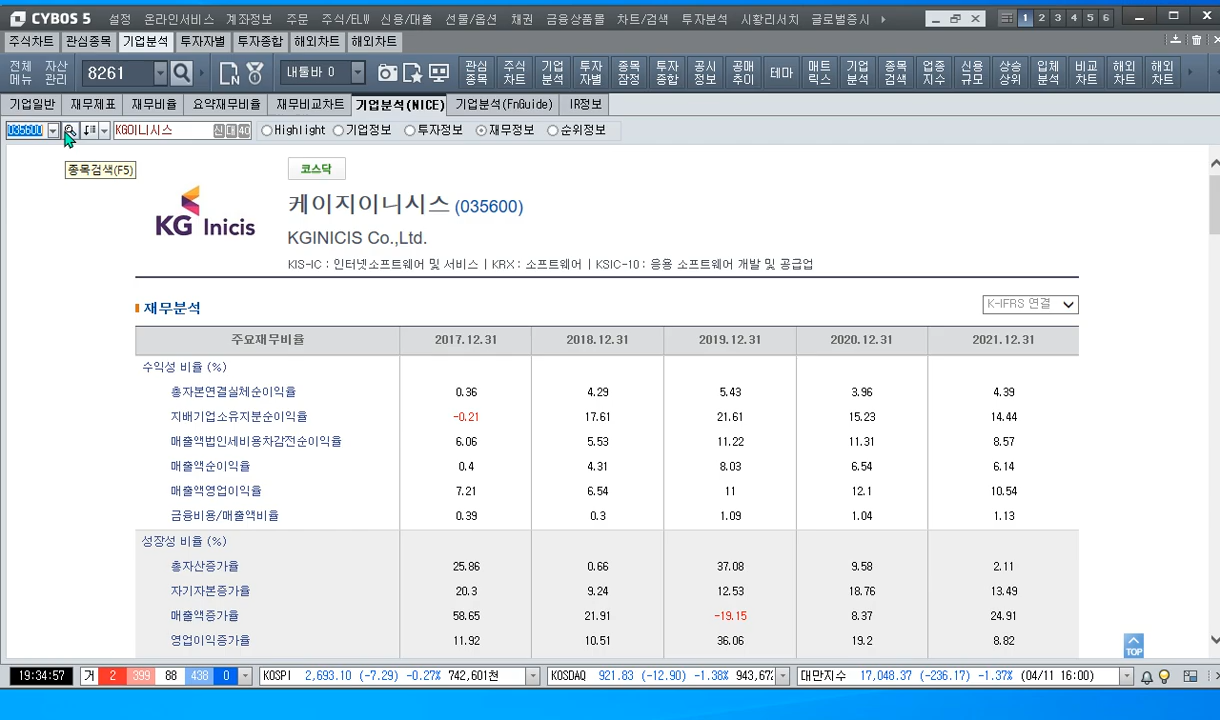 CYBOS 5 설정 온라인서비스 계좌정보 주문 주식/ELW 신용/대출 선물/옵션 채권 금융상품몰 차트/검색 투자분석 시황리서치 글로벌증시 1 2 3 4 5 6
주식차트 관심종목 기업분석 투자자별 투자종합 해외차트 해외차트
전체메뉴 자산관리 8261 내툴바 0 관심종목 주식차트 기업분석 투자자별 종목잠정 투자종합 공시정보 공매추이 테마 매트릭스 기업분석 종목검색 업종지수 신용규모 상승상위 입체분석 비교차트 해외차트 해외차트
기업일반 재무제표 재무비율 요약재무비율 재무비교차트 기업분석(NICE) 기업분석(FnGuide) IR정보
035600 KG이니시스 신 대 40 Highlight 기업정보 투자정보 재무정보 순위정보
종목검색(F5)
코스닥
KG Inicis
케이지이니시스 (035600)
KGINICIS Co.,Ltd.
KIS-IC : 인터넷소프트웨어 및 서비스 | KRX : 소프트웨어 | KSIC-10 : 응용 소프트웨어 개발 및 공급업
재무분석 K-IFRS 연결
주요재무비율 2017.12.31 2018.12.31 2019.12.31 2020.12.31 2021.12.31
수익성 비율 (%)
총자본연결실체순이익율 0.36 4.29 5.43 3.96 4.39
지배기업소유지분순이익율 -0.21 17.61 21.61 15.23 14.44
매출액법인세비용차감전순이익율 6.06 5.53 11.22 11.31 8.57
매출액순이익율 0.4 4.31 8.03 6.54 6.14
매출액영업이익율 7.21 6.54 11 12.1 10.54
금융비용/매출액비율 0.39 0.3 1.09 1.04 1.13
성장성 비율 (%)
총자산증가율 25.86 0.66 37.08 9.58 2.11
자기자본증가율 20.3 9.24 12.53 18.76 13.49
매출액증가율 58.65 21.91 -19.15 8.37 24.91
영업이익증가율 11.92 10.51 36.06 19.2 8.82
TOP
19:34:57 거 2 399 88 438 0 KOSPI 2,693.10 (-7.29) -0.27% 742,601천 KOSDAQ 921.83 (-12.90) -1.38% 943,67 대만지수 17,048.37 (-236.17) -1.37% (04/11 16:00)